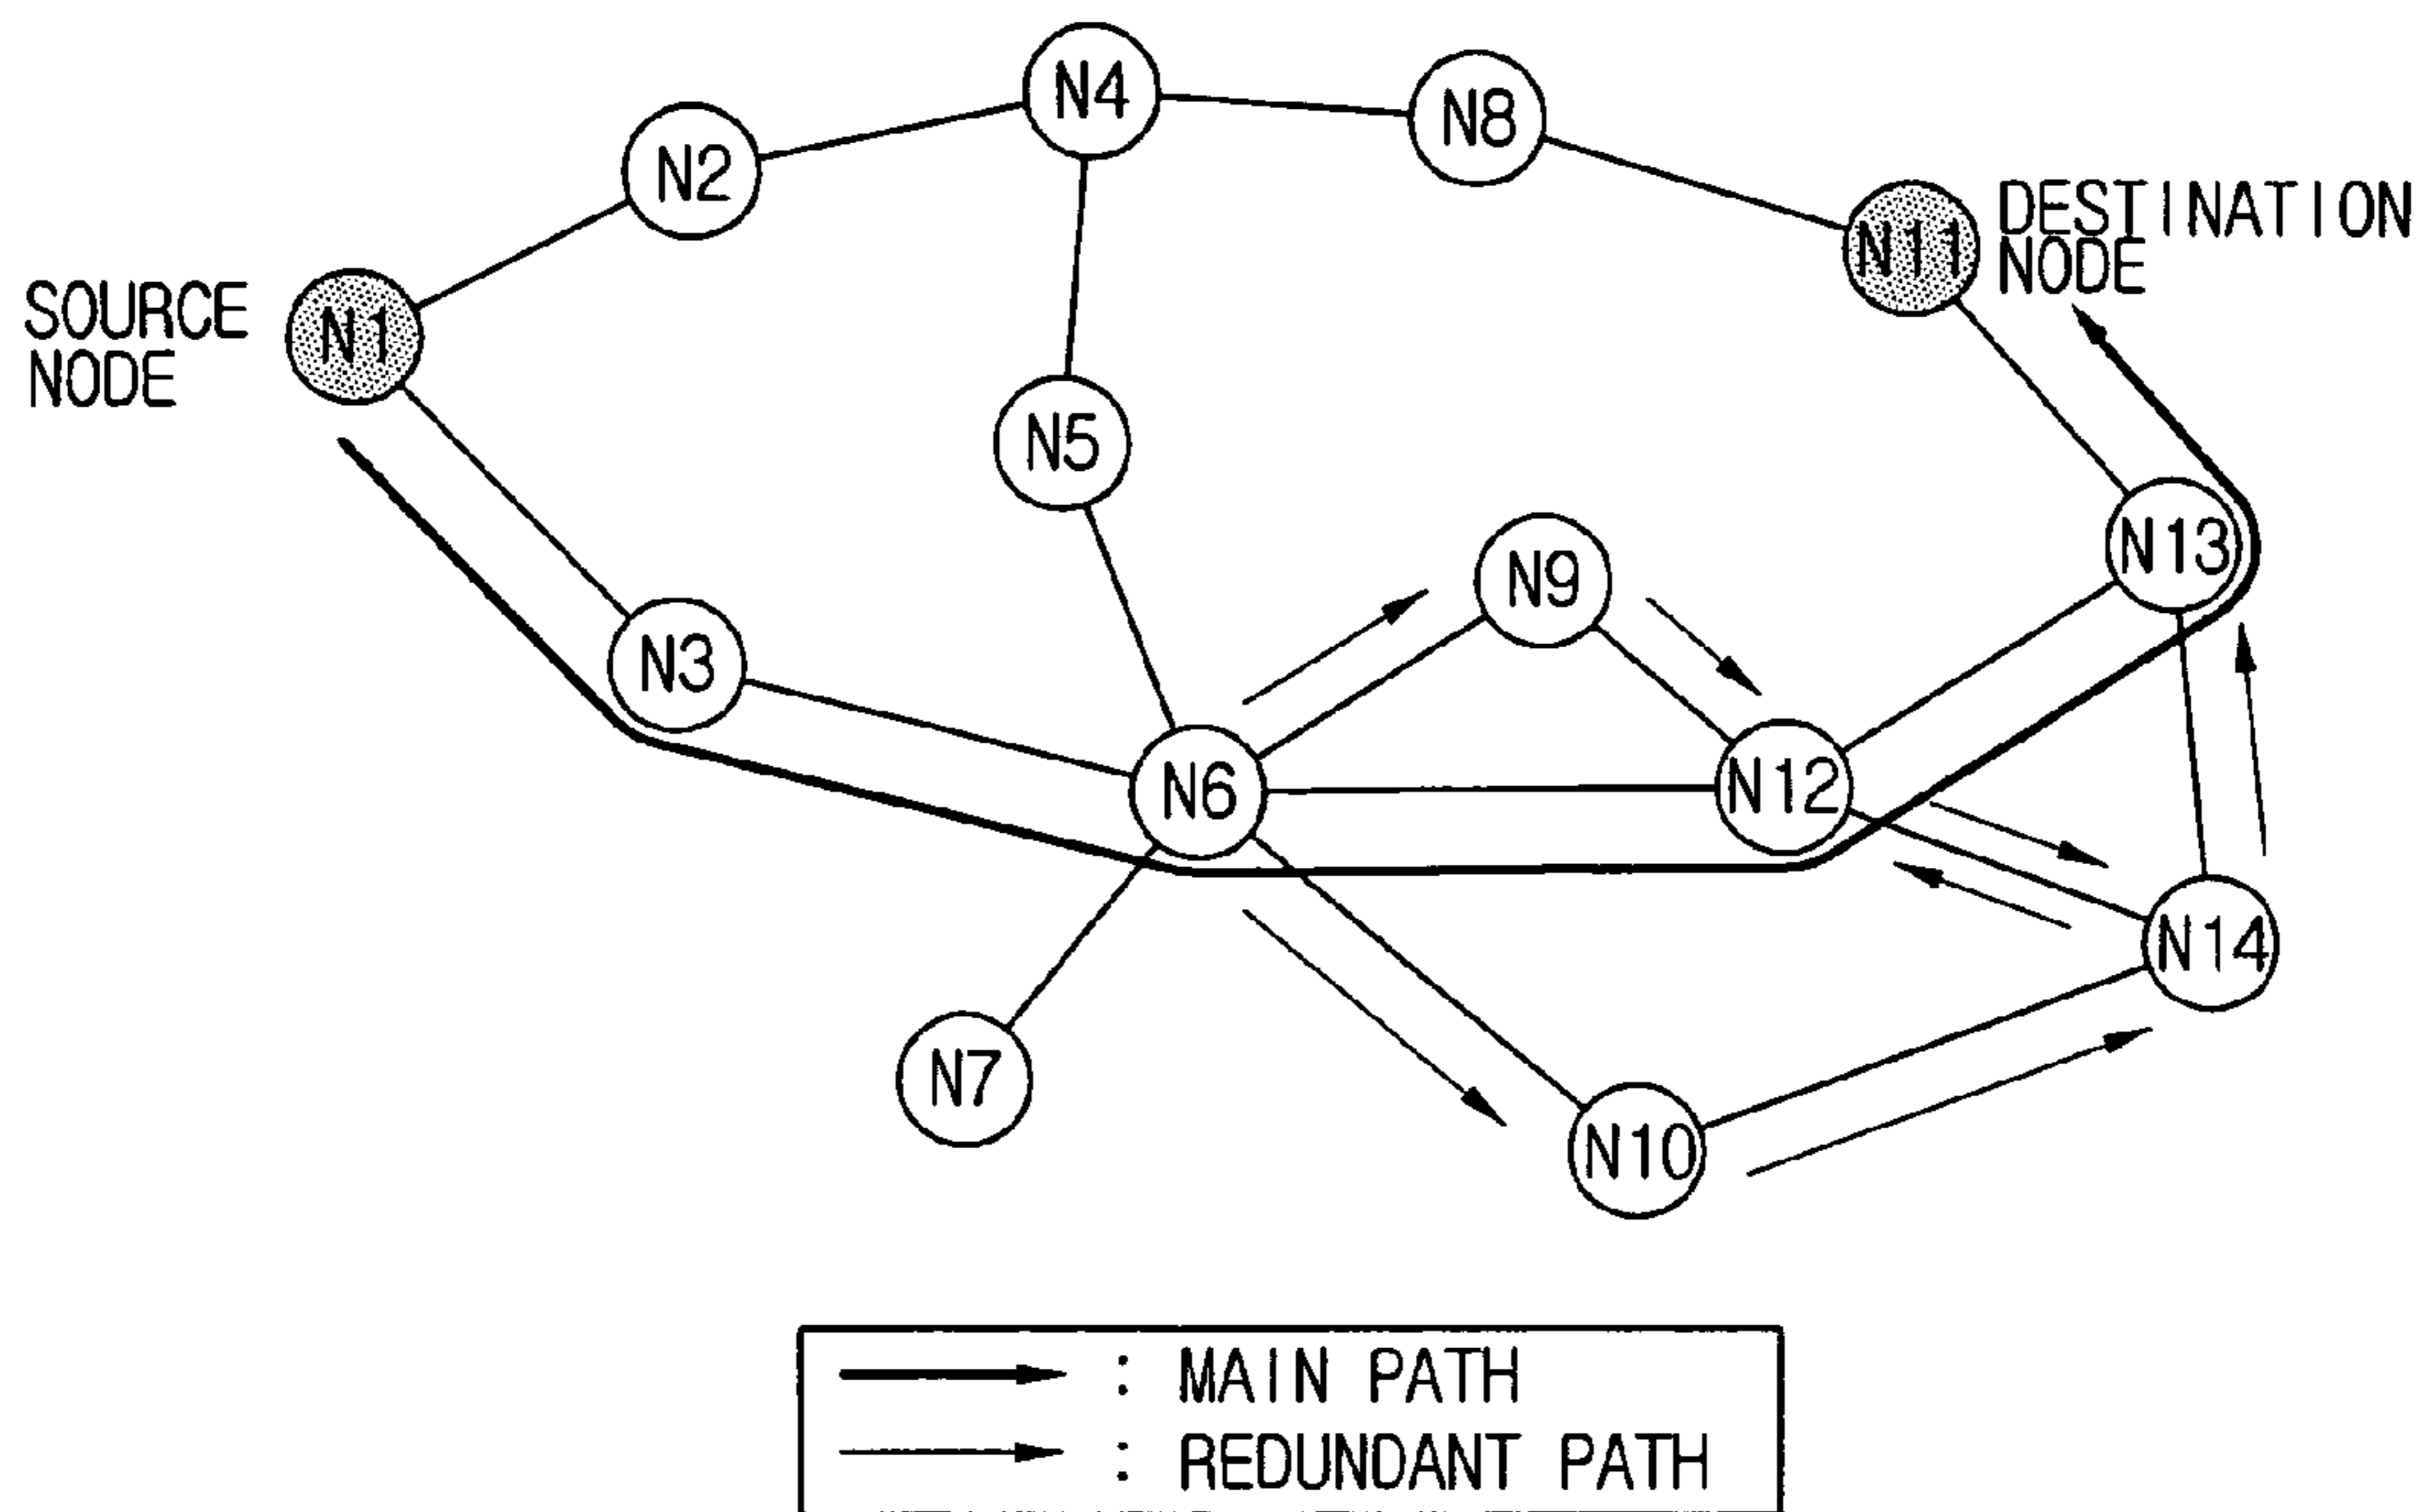 N4
N8
N2
DESTINATION
NODE
N11
SOURCE
NODE
N1
N5
N13
N9
N3
N6
N12
N14
N7
N10
: MAIN PATH
: REDUNDANT PATH